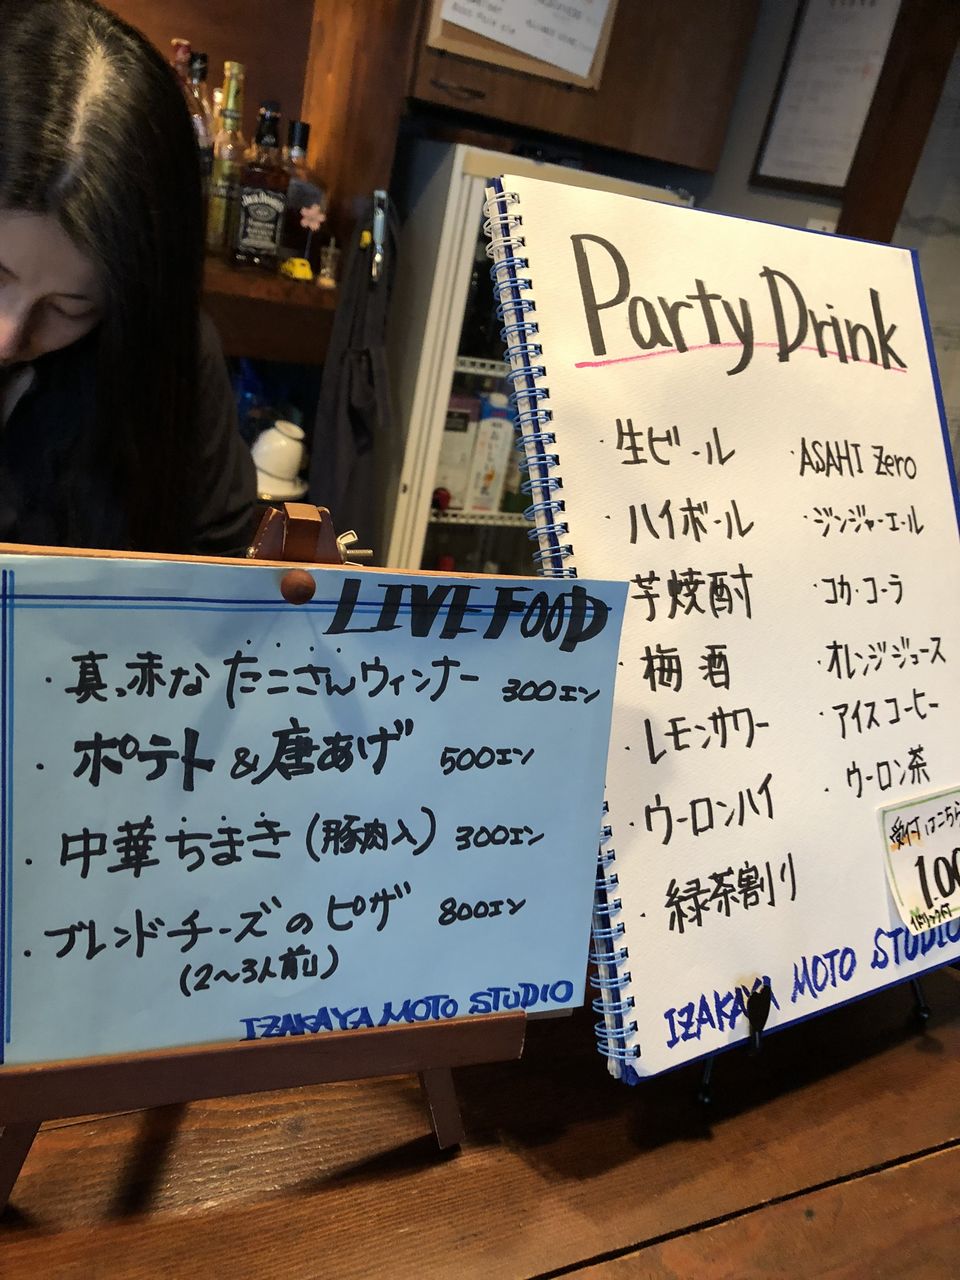 LIVE FOOD
・真っ赤な たこさんウィンナー 300エン
・ポテト&唐あげ 500エン
・中華ちまき(豚肉入) 300エン
・ブレンドチーズのピザ 800エン
(2〜3人前)
IZAKAYA MOTO STUDIO
Party Drink
・生ビール
・ハイボール
芋焼酎
・梅酒
・レモンサワー
・ウーロンハイ
・緑茶割り
・ASAHI Zero
・ジンジャーエール
・コカ・コーラ
・オレンジジュース
・アイスコーヒー
・ウーロン茶
受付はこちら
IZAKAYA MOTO STUDIO